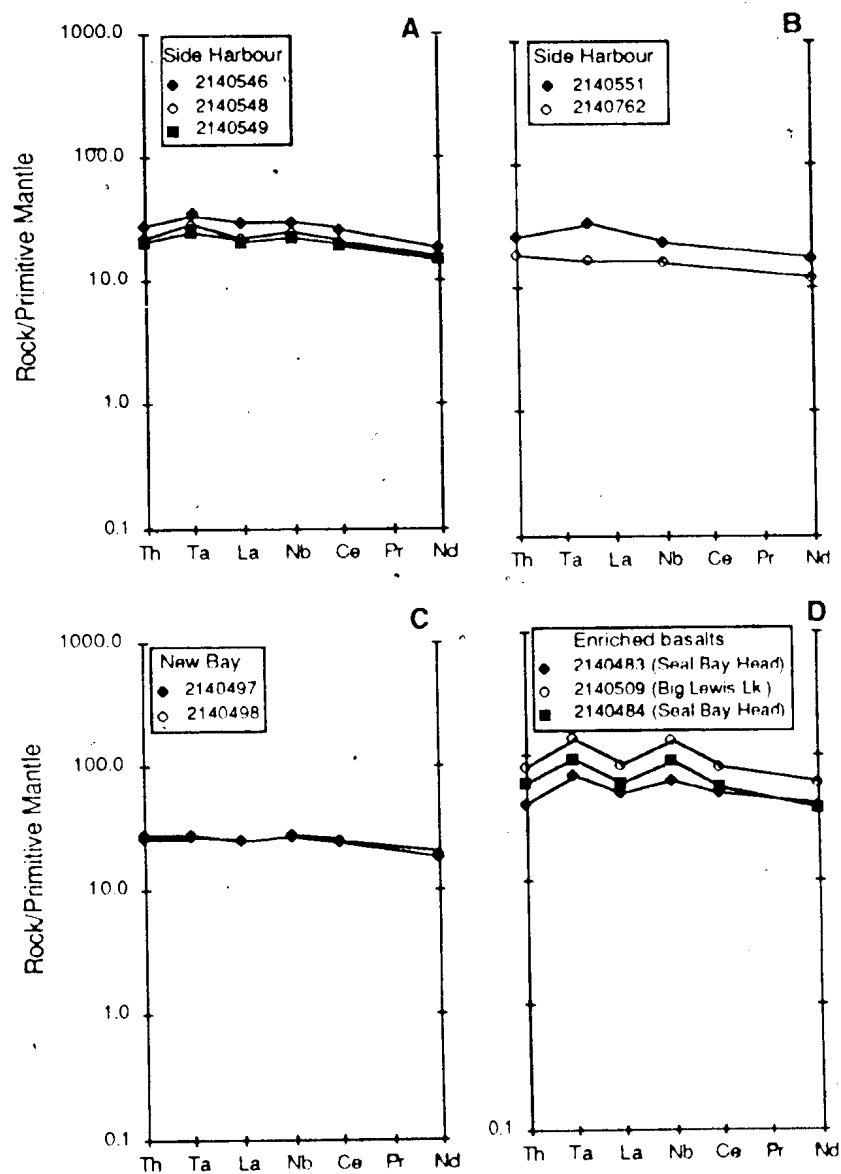 A
1000.0
Side Harbour
2140546
2140548
2140549
100.0
10.0
1.0
0.1
Rock/Primitive Mantle
Th Ta La Nb Ce Pr Nd
B
Side Harbour
2140551
2140762
Th Ta La Nb Ce Pr Nd
C
1000.0
New Bay
2140497
2140498
100.0
10.0
1.0
0.1
Rock/Primitive Mantle
Th Ta La Nb Ce Pr Nd
D
Enriched basalts
2140483 (Seal Bay Head)
2140509 (Big Lewis Lk.)
2140484 (Seal Bay Head)
0.1
Th Ta La Nb Ce Pr Nd